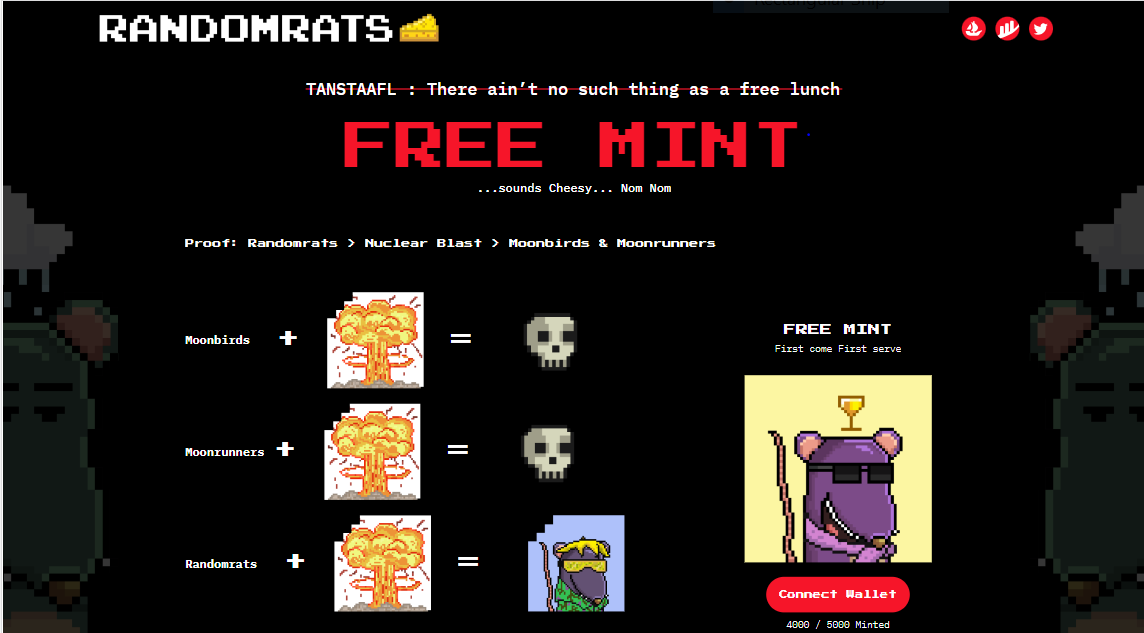 RANDOMRATS
TANSTAAFL : There ain't no such thing as a free lunch
FREE MINT
...sounds Cheesy... Nom Nom
Proof: Randomrats > Nuclear Blast > Moonbirds & Moonrunners
Moonbirds + =
Moonrunners + =
Randomrats + =
FREE MINT
First come First serve
Connect Wallet
4000 / 5000 Minted